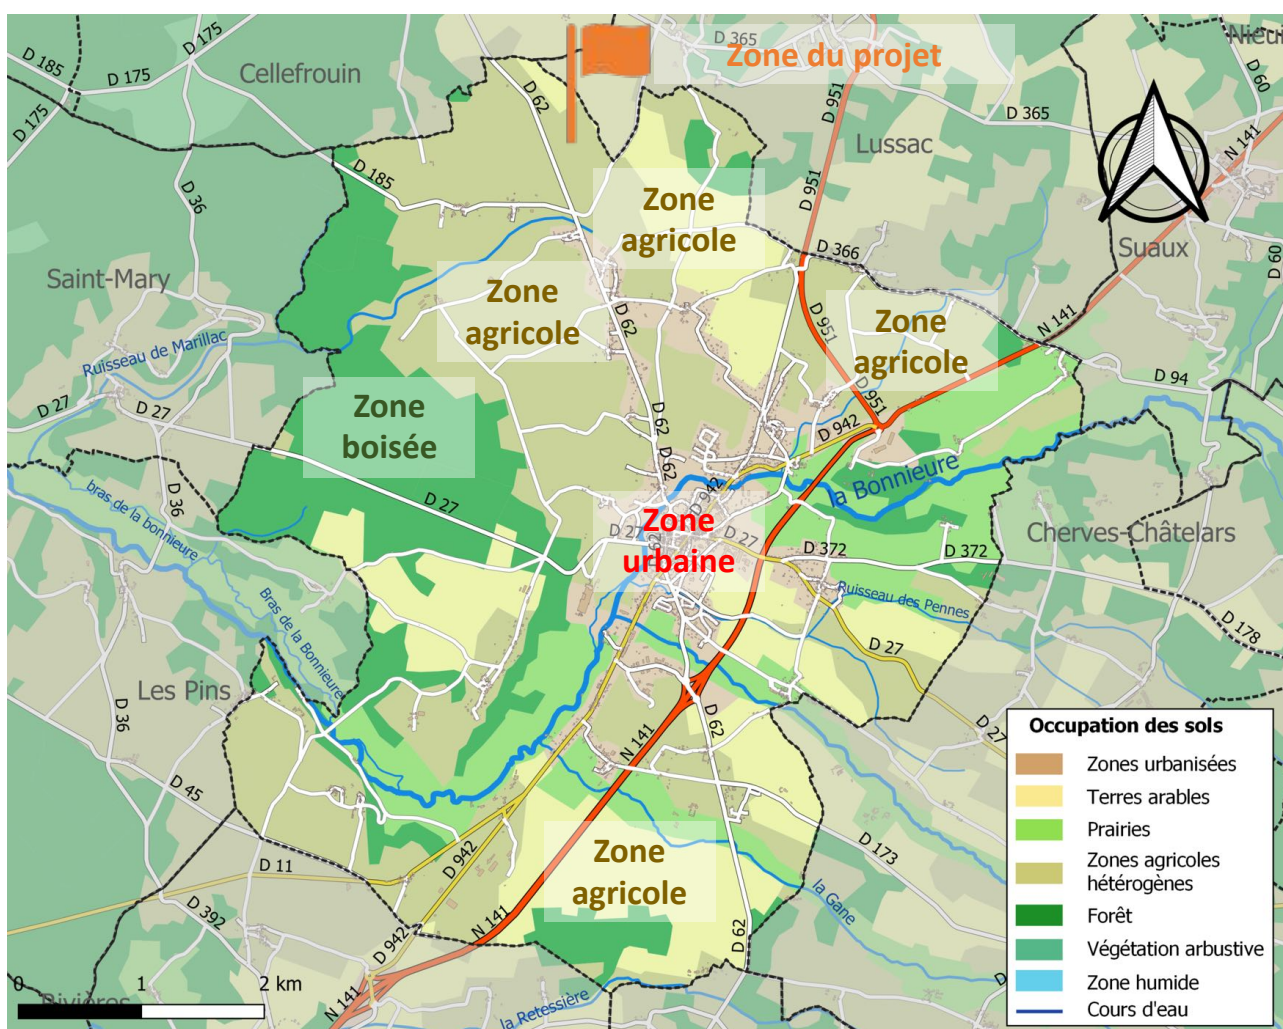 D 175
D 365
Zone du projet
Nieuil
D 185
D 175
Cellefrouin
D 62
D 951
D 60
D 175
D 365
Lussac
N 141
D 36
D 185
D 951
Zone
agricole
D 366
Suaux
D 60
Saint-Mary
Zone
agricole
D 62
D 951
Zone
agricole
N 141
Ruisseau de Marillac
D 94
D 27
D 27
Zone
boisée
D 62
D 951
D 942
D 62
la Bonnieure
D 36
bras de la bonnieure
D 27
D 942
Zone
urbaine
D 27
D 27
D 62
D 372
D 372
Cherves-Châtelars
Bras de la Bonnieure
Ruisseau des Pennes
D 178
D 27
Les Pins
D 36
N 141
D 62
D 27
D 45
D 173
D 11
D 942
Zone
agricole
la Gane
D 392
D 942
N 141
D 62
N 141
la Retessière
Rivières
0 1 2 km
Occupation des sols
Zones urbanisées
Terres arables
Prairies
Zones agricoles
hétérogènes
Forêt
Végétation arbustive
Zone humide
Cours d'eau